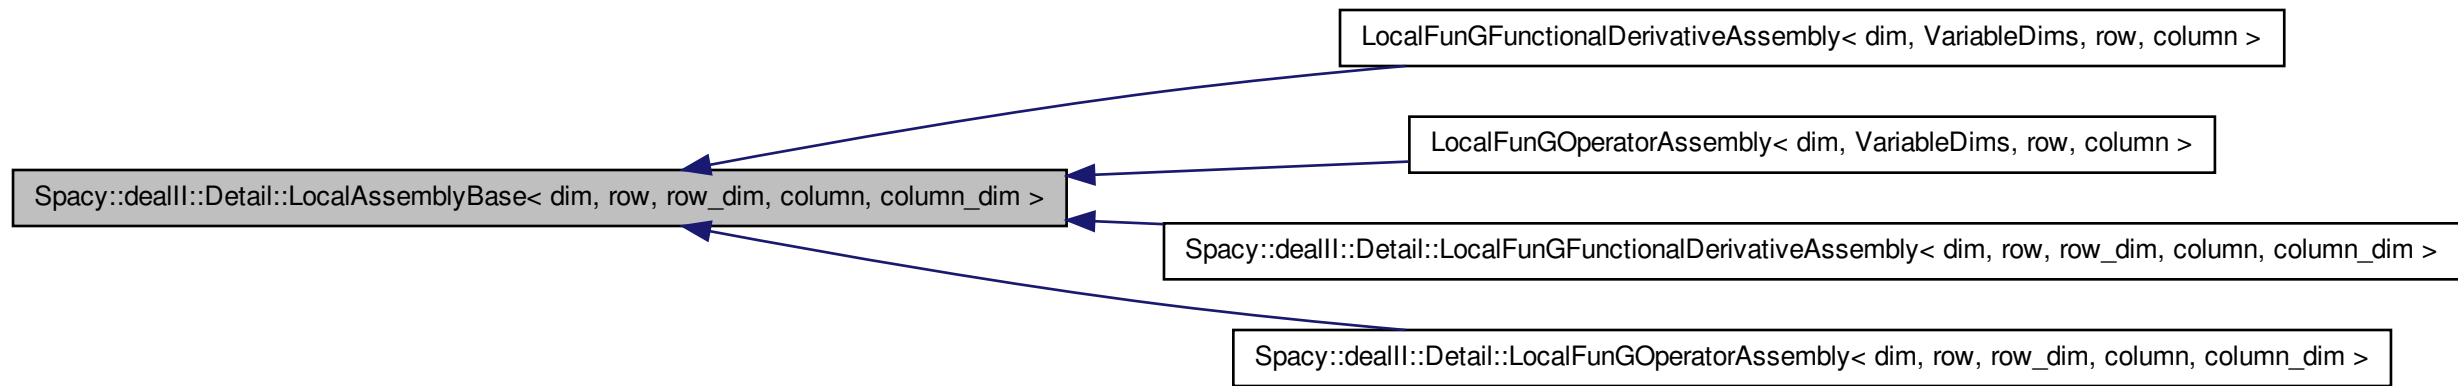 LocalFunGFunctionalDerivativeAssembly< dim, VariableDims, row, column >
LocalFunGOperatorAssembly< dim, VariableDims, row, column >
Spacy::dealII::Detail::LocalAssemblyBase< dim, row, row_dim, column, column_dim >
Spacy::dealII::Detail::LocalFunGFunctionalDerivativeAssembly< dim, row, row_dim, column, column_dim >
Spacy::dealII::Detail::LocalFunGOperatorAssembly< dim, row, row_dim, column, column_dim >